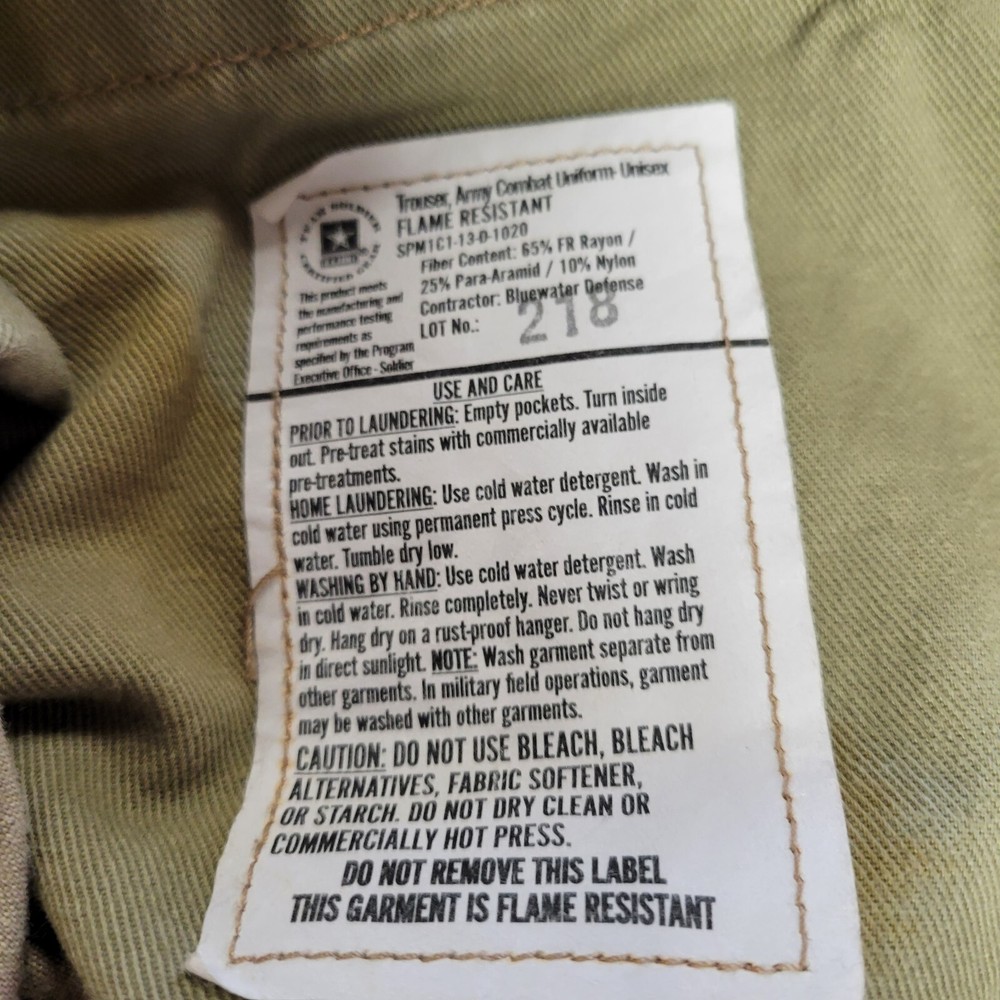 Trouser, Army Combat Uniform- Unisex
FLAME RESISTANT
SPM1C1-13-D-1020
Fiber Content: 65% FR Rayon /
25% Para-Aramid / 10% Nylon
Contractor: Bluewater Defense
LOT No.: 218
TEAM SOLDIER
CERTIFIED GEAR
This product meets
the manufacturing and
performance testing
requirements as
specified by the Program
Executive Office - Soldier
USE AND CARE
PRIOR TO LAUNDERING: Empty pockets. Turn inside
out. Pre-treat stains with commercially available
pre-treatments.
HOME LAUNDERING: Use cold water detergent. Wash in
cold water using permanent press cycle. Rinse in cold
water. Tumble dry low.
WASHING BY HAND: Use cold water detergent. Wash
in cold water. Rinse completely. Never twist or wring
dry. Hang dry on a rust-proof hanger. Do not hang dry
in direct sunlight. NOTE: Wash garment separate from
other garments. In military field operations, garment
may be washed with other garments.
CAUTION: DO NOT USE BLEACH, BLEACH
ALTERNATIVES, FABRIC SOFTENER,
OR STARCH. DO NOT DRY CLEAN OR
COMMERCIALLY HOT PRESS.
DO NOT REMOVE THIS LABEL
THIS GARMENT IS FLAME RESISTANT